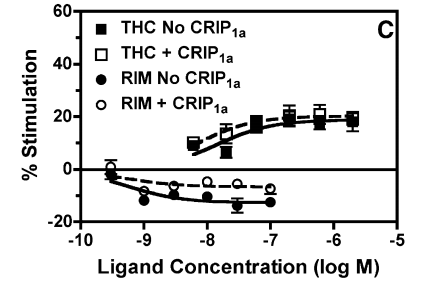 C
THC No CRIP1a
THC + CRIP1a
RIM No CRIP1a
RIM + CRIP1a
% Stimulation
60
40
20
0
-20
-10
-9
-8
-7
-6
-5
Ligand Concentration (log M)